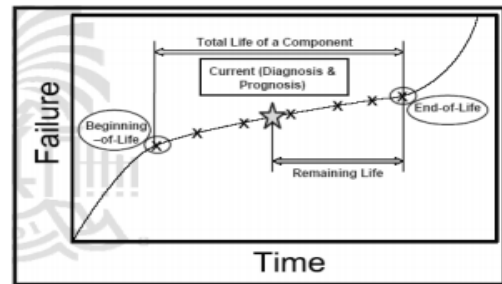 Total Life of a Component
Current (Diagnosis &
Prognosis)
Beginning
-of-Life
End-of-Life
Remaining Life
Failure
Time